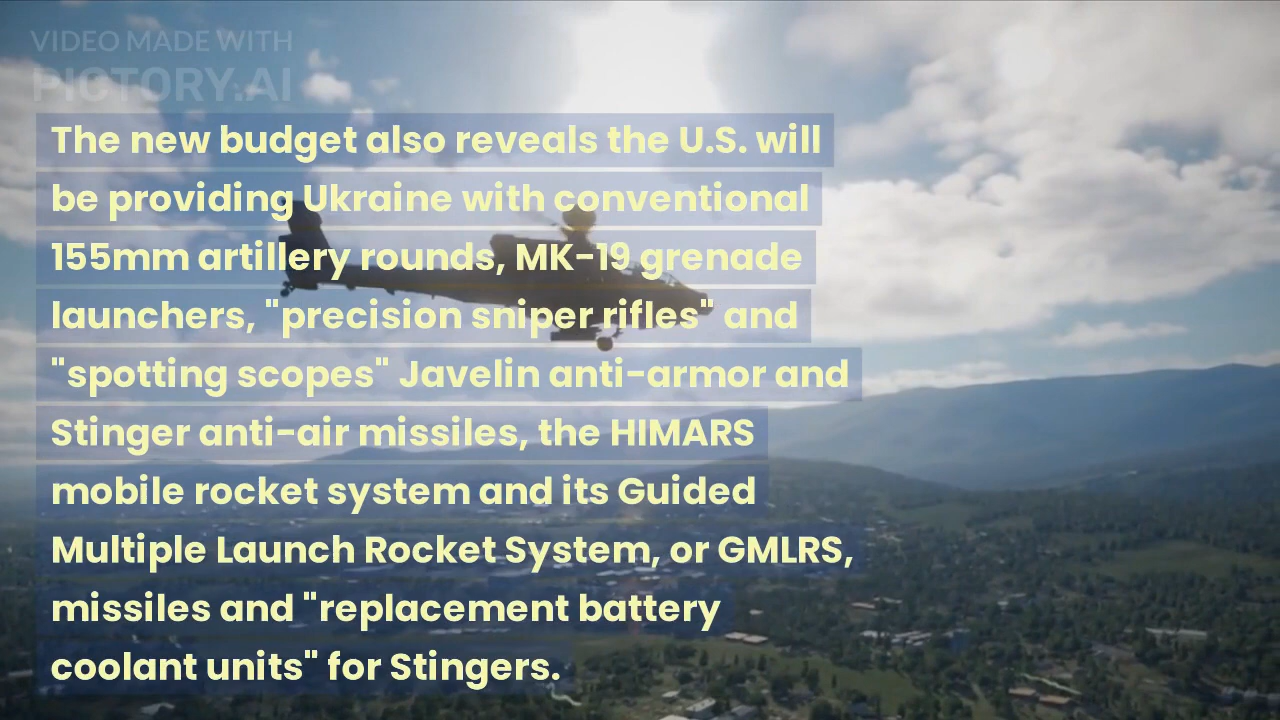 VIDEO MADE WITH
PICTORY.AI
The new budget also reveals the U.S. will
be providing Ukraine with conventional
155mm artillery rounds, MK-19 grenade
launchers, "precision sniper rifles" and
"spotting scopes" Javelin anti-armor and
Stinger anti-air missiles, the HIMARS
mobile rocket system and its Guided
Multiple Launch Rocket System, or GMLRS,
missiles and "replacement battery
coolant units" for Stingers.